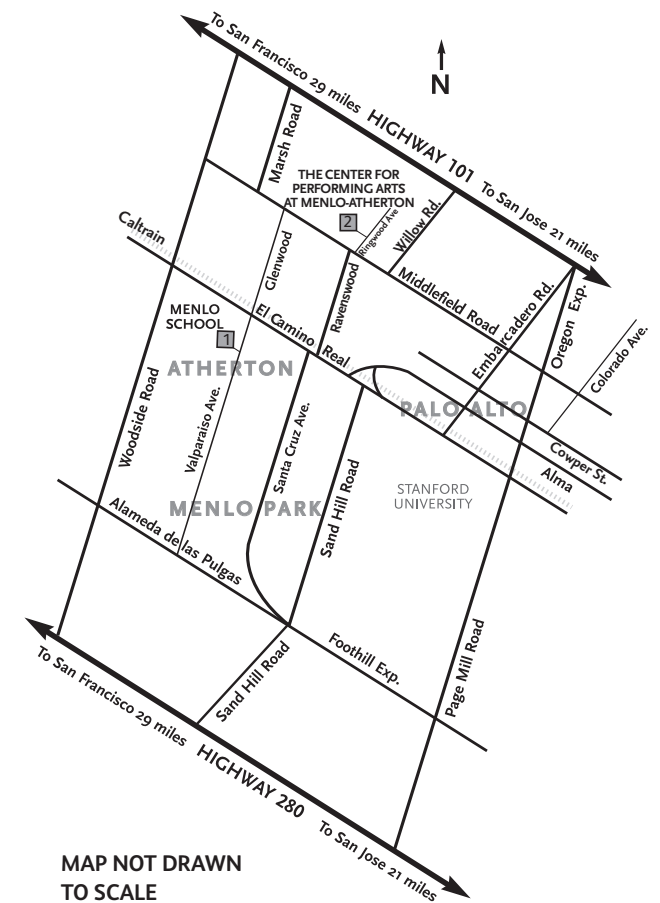 To San Francisco 29 miles
HIGHWAY 101
To San Jose 21 miles
N
Marsh Road
THE CENTER FOR
PERFORMING ARTS
AT MENLO-ATHERTON
2
Ringwood Ave
Willow Rd.
Caltrain
Glenwood
Ravenswood
Middlefield Road
Embarcadero Rd.
Oregon Exp.
Colorado Ave.
MENLO
SCHOOL
1
El Camino Real
ATHERTON
PALO ALTO
Woodside Road
Valparaiso Ave.
Santa Cruz Ave.
Sand Hill Road
Cowper St.
Alma
STANFORD
UNIVERSITY
MENLO PARK
Alameda de las Pulgas
Foothill Exp.
Page Mill Road
Sand Hill Road
To San Francisco 29 miles
HIGHWAY 280
To San Jose 21 miles
MAP NOT DRAWN
TO SCALE